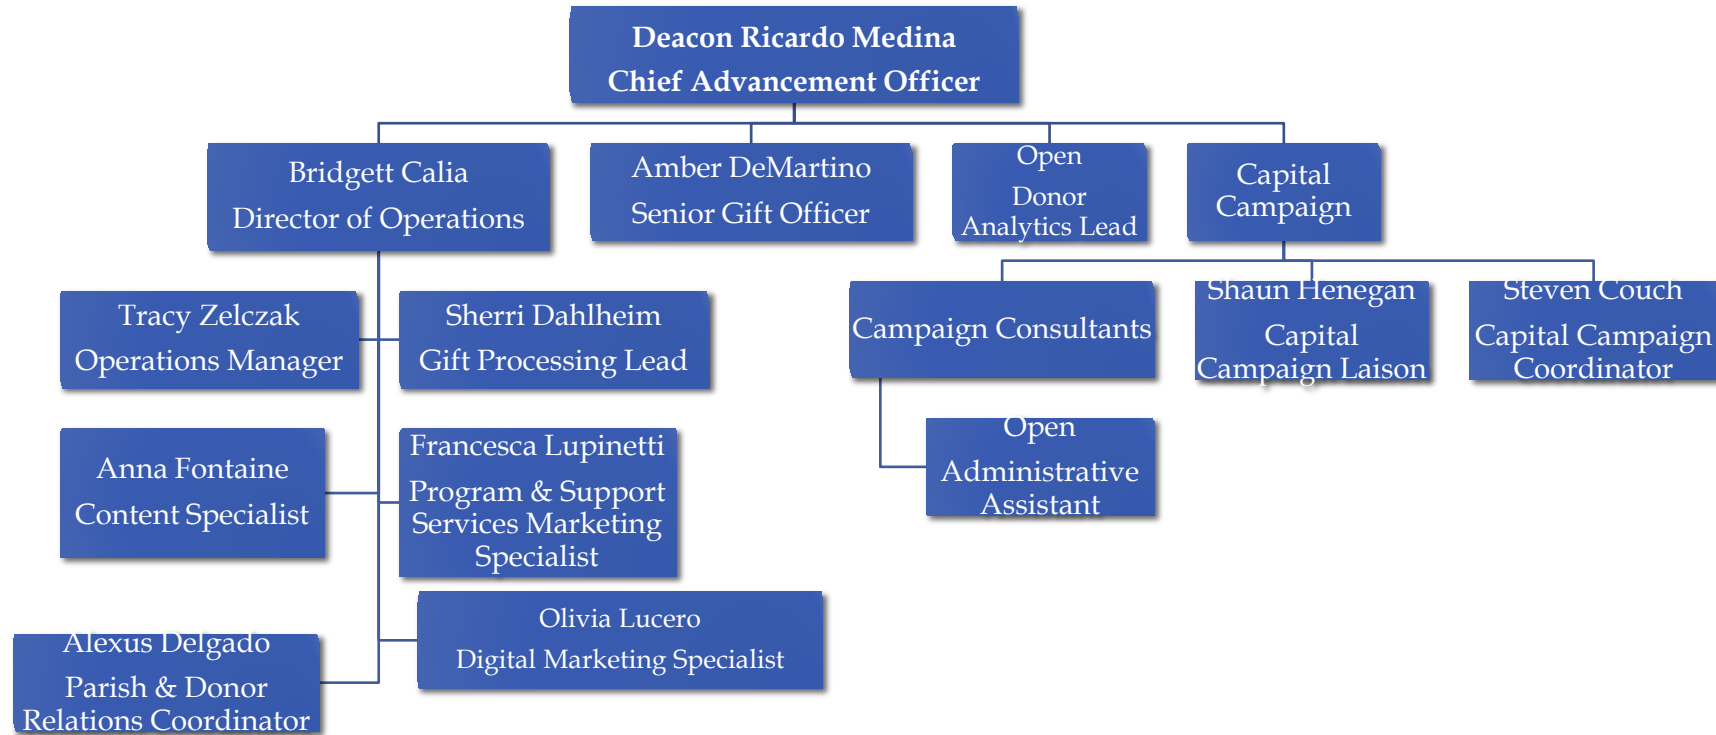 Deacon Ricardo Medina
Chief Advancement Officer
Bridgett Calia
Director of Operations
Amber DeMartino
Senior Gift Officer
Open
Donor
Analytics Lead
Capital
Campaign
Tracy Zelczak
Operations Manager
Sherri Dahlheim
Gift Processing Lead
Campaign Consultants
Shaun Henegan
Capital
Campaign Laison
Steven Couch
Capital Campaign
Coordinator
Anna Fontaine
Content Specialist
Francesca Lupinetti
Program & Support
Services Marketing
Specialist
Open
Administrative
Assistant
Alexus Delgado
Parish & Donor
Relations Coordinator
Olivia Lucero
Digital Marketing Specialist